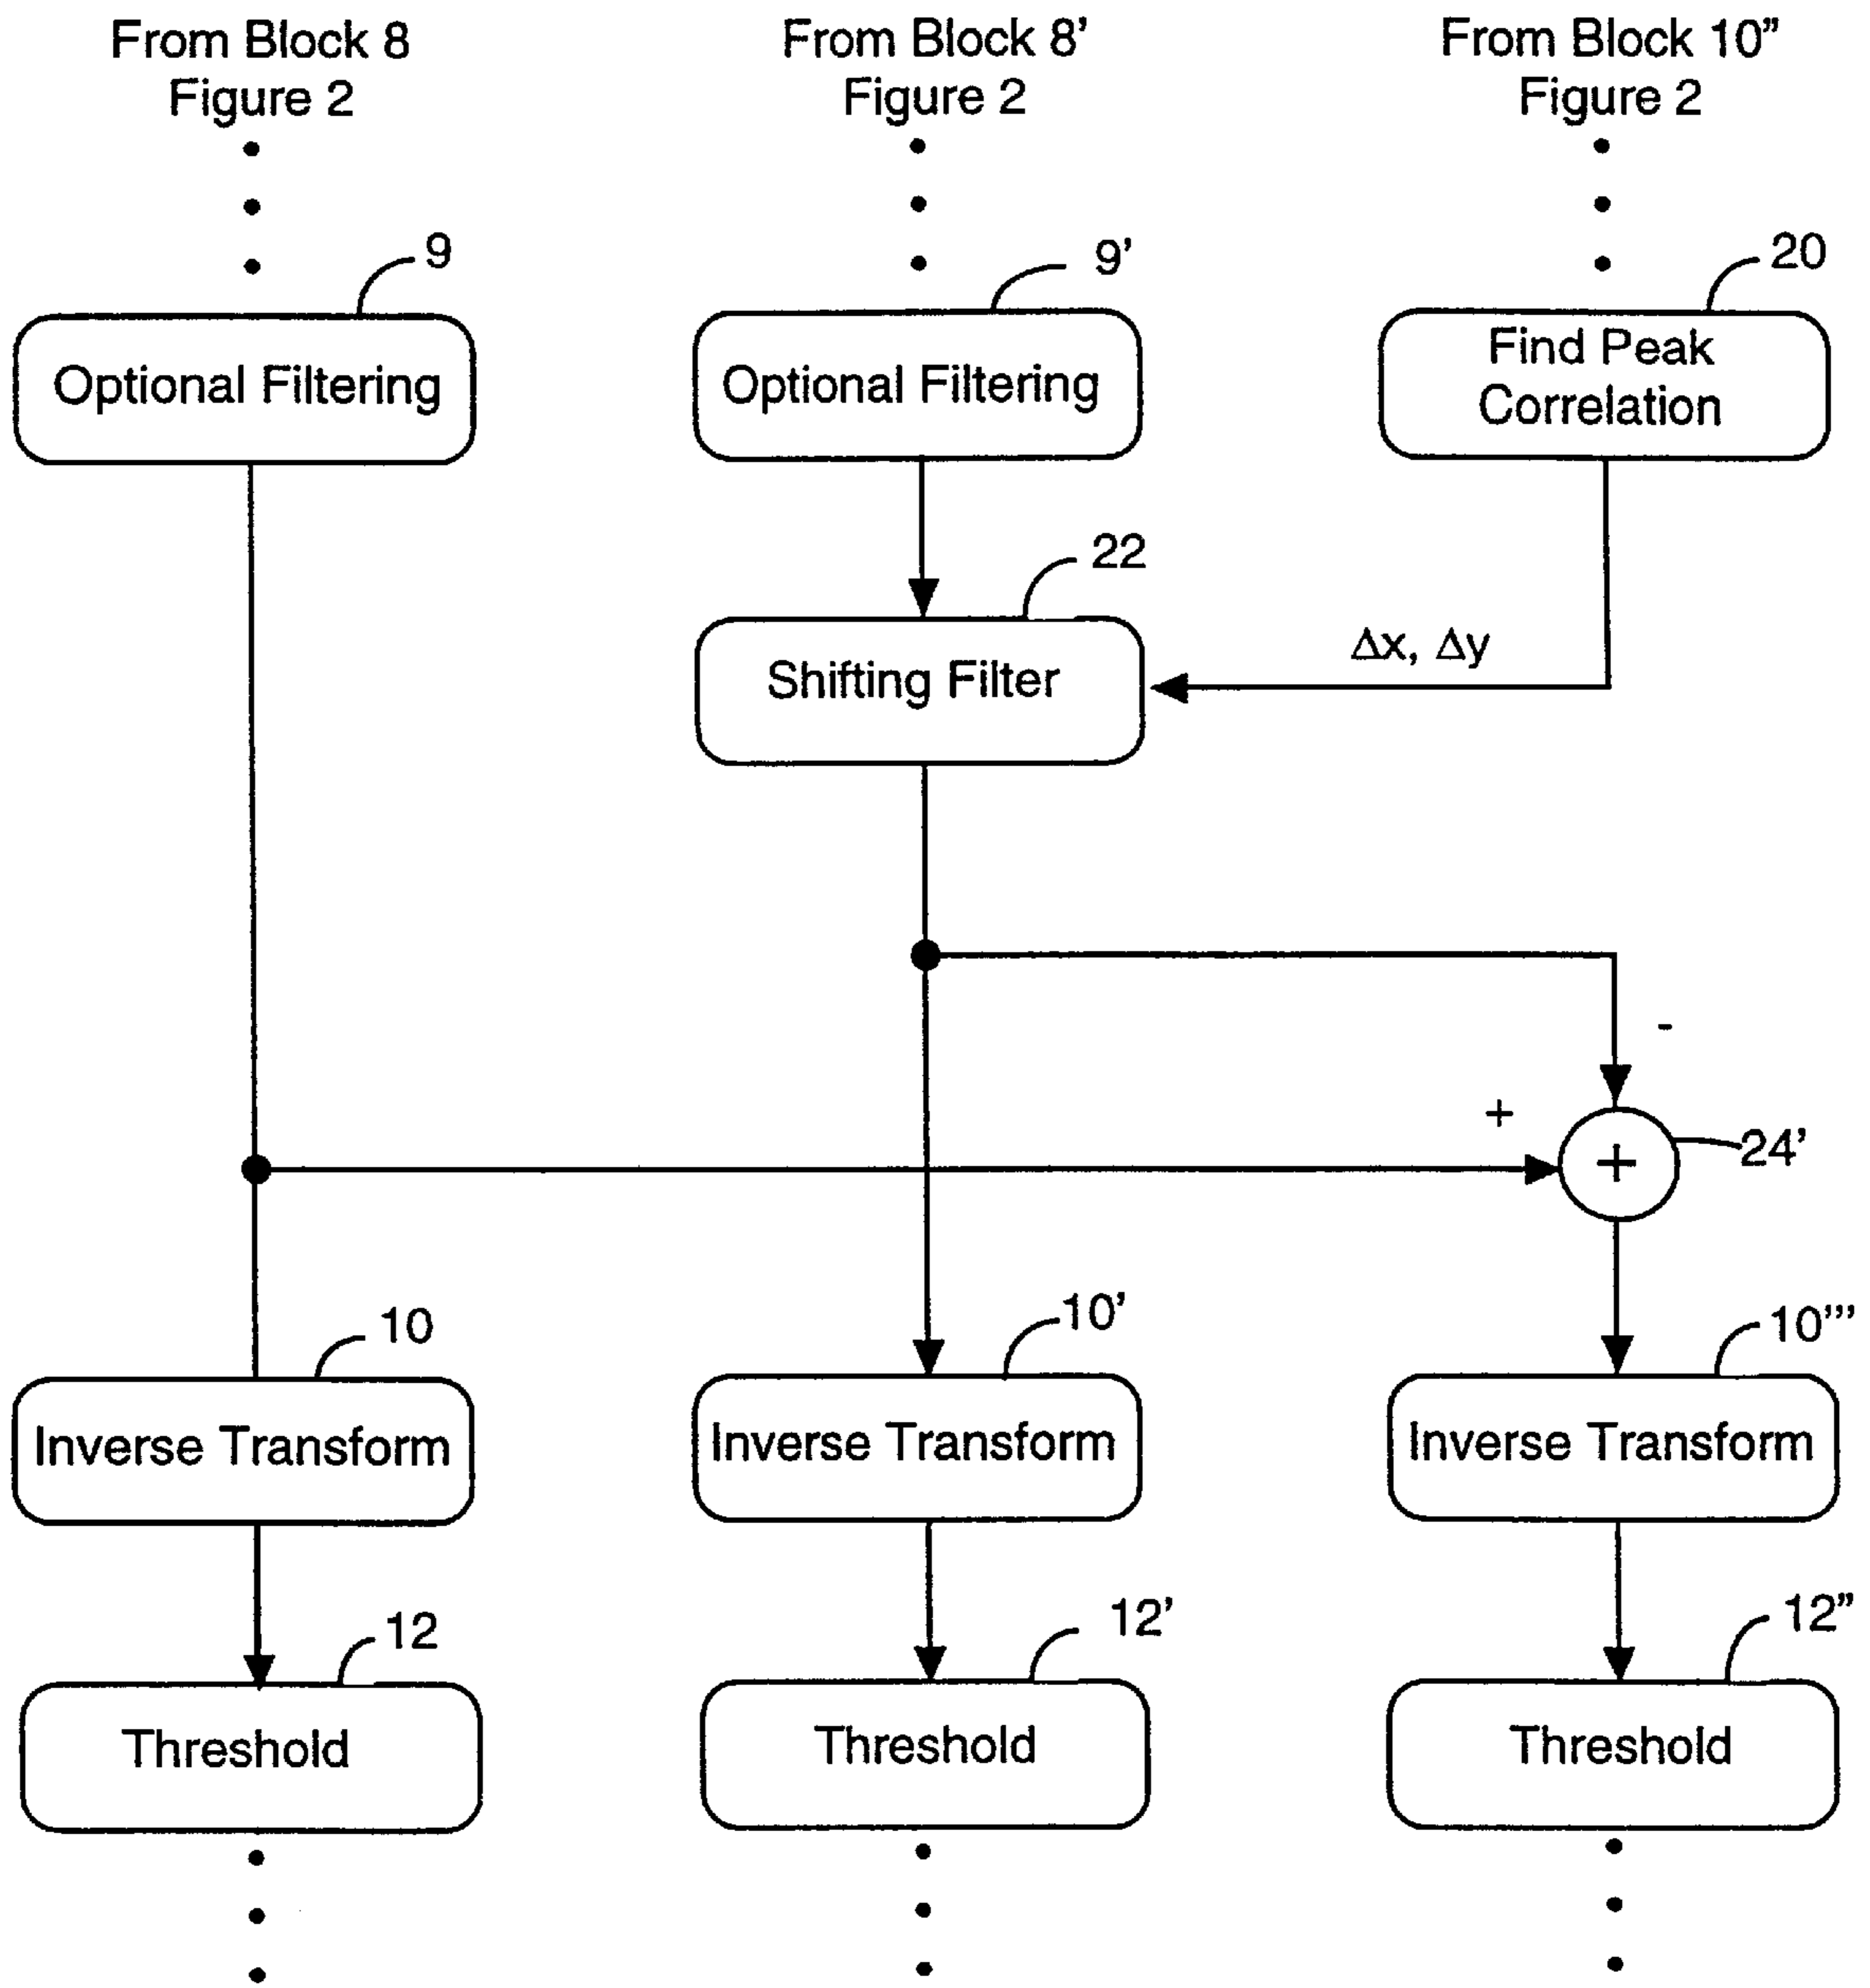 From Block 8
Figure 2
From Block 8'
Figure 2
From Block 10”
Figure 2
9
9'
20
Optional Filtering
Optional Filtering
Find Peak
Correlation
22
Shifting Filter
Δx, Δy
-
+
+
24'
10
10'
10'''
Inverse Transform
Inverse Transform
Inverse Transform
12
12'
12”
Threshold
Threshold
Threshold